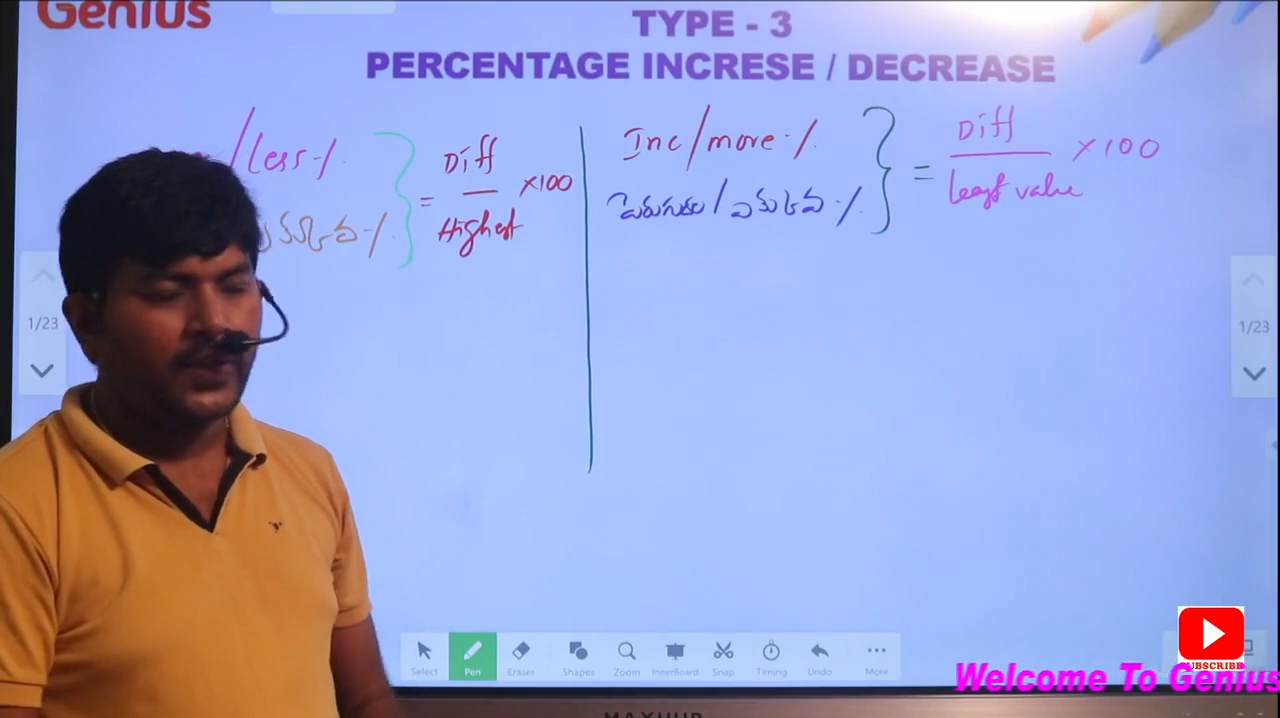 Genius
TYPE - 3
PERCENTAGE INCRESE / DECREASE
/Less % } = Diff / Highest ×100
Inc/more % } = Diff / Least value ×100
పెరుగుదల / ఎక్కువ %
తక్కువ %
1/23
1/23
Select Pen Eraser Shapes Zoom InnerBoard Snap Timing Undo More
SUBSCRIBE
Welcome To Genius